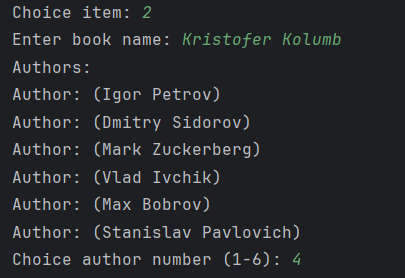 Choice item: 2
Enter book name: Kristofer Kolumb
Authors:
Author: (Igor Petrov)
Author: (Dmitry Sidorov)
Author: (Mark Zuckerberg)
Author: (Vlad Ivchik)
Author: (Max Bobrov)
Author: (Stanislav Pavlovich)
Choice author number (1-6): 4